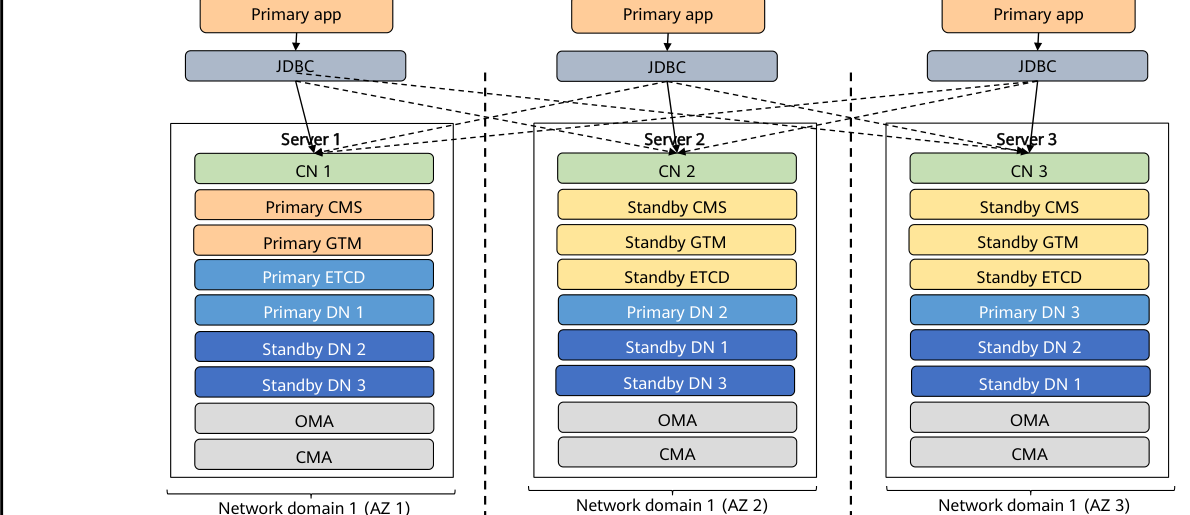 Primary app
Primary app
Primary app
JDBC
JDBC
JDBC
Server 1
CN 1
Primary CMS
Primary GTM
Primary ETCD
Primary DN 1
Standby DN 2
Standby DN 3
OMA
CMA
Network domain 1 (AZ 1)
Server 2
CN 2
Standby CMS
Standby GTM
Standby ETCD
Primary DN 2
Standby DN 1
Standby DN 3
OMA
CMA
Network domain 1 (AZ 2)
Server 3
CN 3
Standby CMS
Standby GTM
Standby ETCD
Primary DN 3
Standby DN 2
Standby DN 1
OMA
CMA
Network domain 1 (AZ 3)